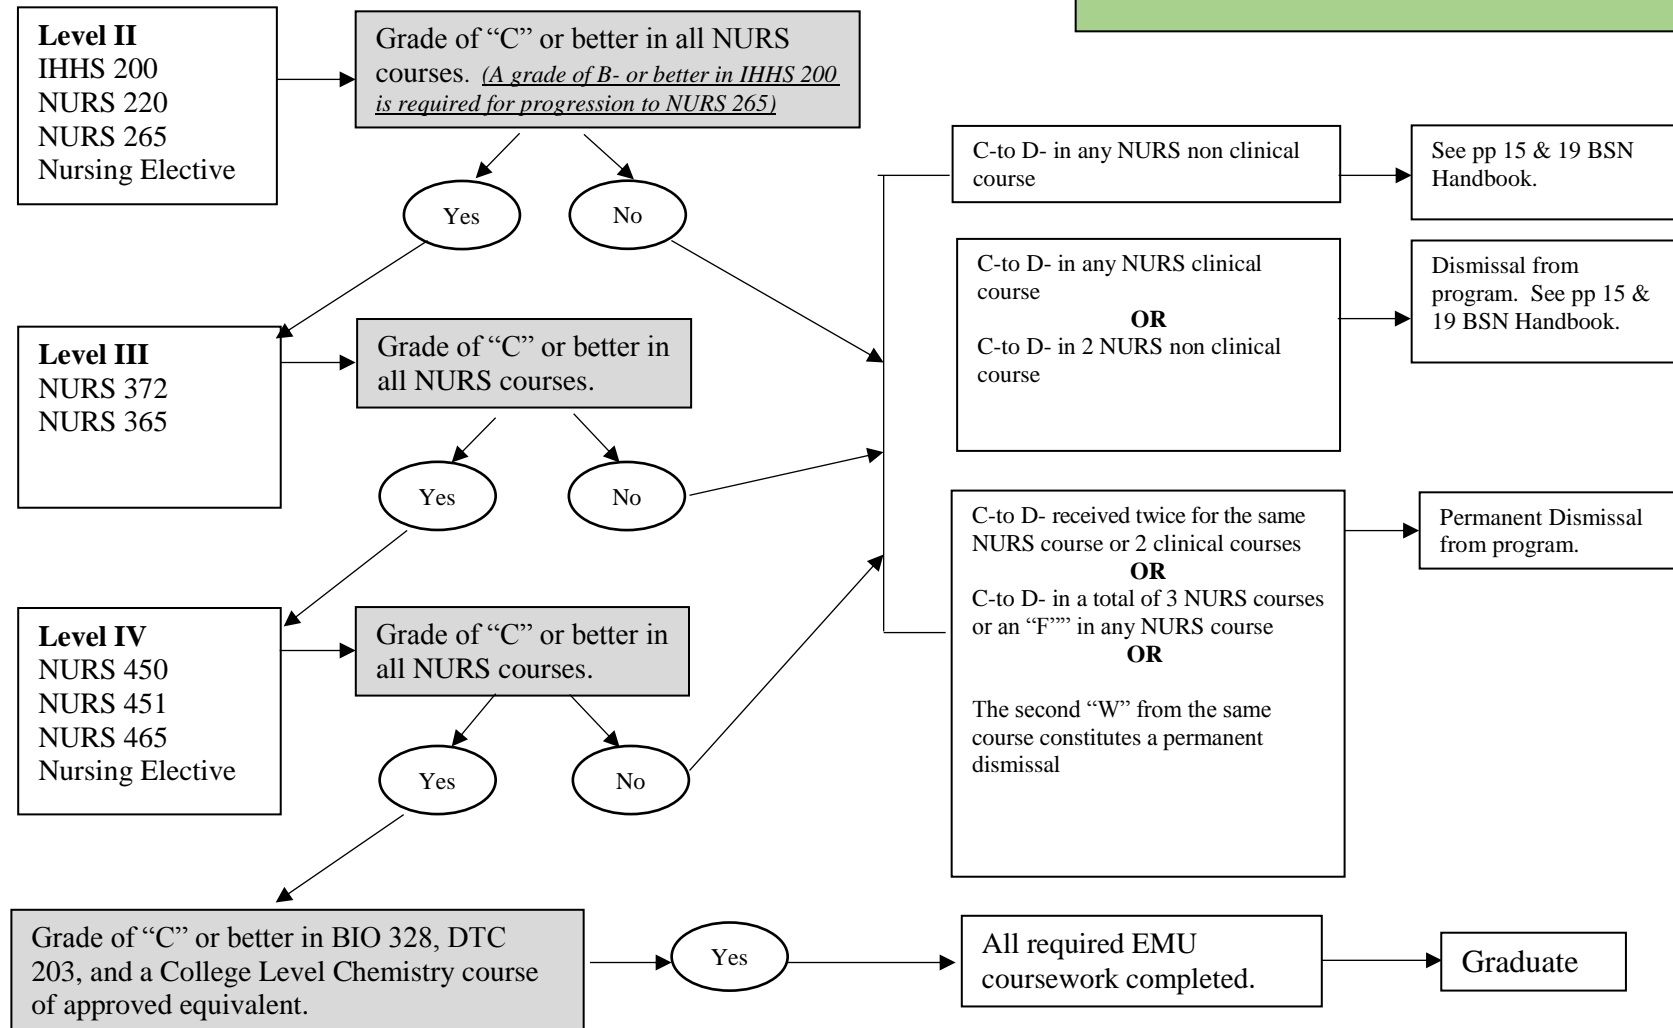 Level II
IHHS 200
NURS 220
NURS 265
Nursing Elective
Grade of “C” or better in all NURS
courses. (A grade of B- or better in IHHS 200
is required for progression to NURS 265)
Yes
No
Level III
NURS 372
NURS 365
Grade of “C” or better in
all NURS courses.
Yes
No
Level IV
NURS 450
NURS 451
NURS 465
Nursing Elective
Grade of “C” or better in
all NURS courses.
Yes
No
C-to D- in any NURS non clinical
course
See pp 15 & 19 BSN
Handbook.
C-to D- in any NURS clinical
course
OR
C-to D- in 2 NURS non clinical
course
Dismissal from
program.  See pp 15 &
19 BSN Handbook.
C-to D- received twice for the same
NURS course or 2 clinical courses
OR
C-to D- in a total of 3 NURS courses
or an “F”” in any NURS course
OR
The second “W” from the same
course constitutes a permanent
dismissal
Permanent Dismissal
from program.
Grade of “C” or better in BIO 328, DTC
203, and a College Level Chemistry course
of approved equivalent.
Yes
All required EMU
coursework completed.
Graduate